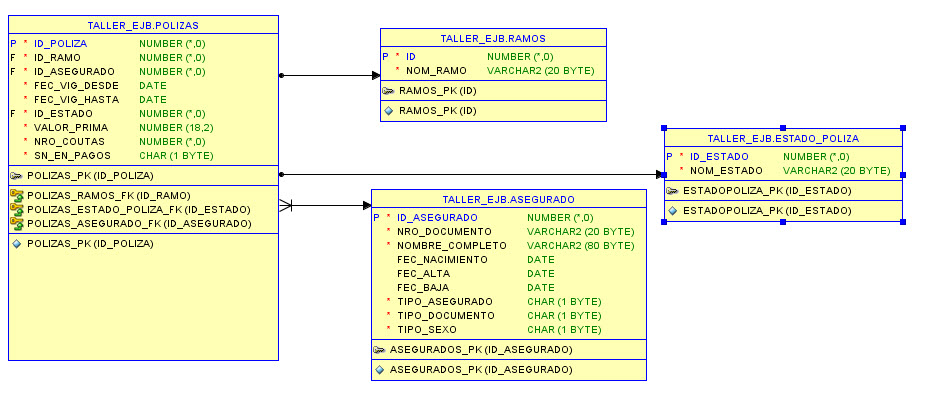 TALLER_EJB.POLIZAS
P * ID_POLIZA NUMBER (*,0)
F * ID_RAMO NUMBER (*,0)
F * ID_ASEGURADO NUMBER (*,0)
* FEC_VIG_DESDE DATE
* FEC_VIG_HASTA DATE
F * ID_ESTADO NUMBER (*,0)
* VALOR_PRIMA NUMBER (18,2)
* NRO_COUTAS NUMBER (*,0)
* SN_EN_PAGOS CHAR (1 BYTE)
POLIZAS_PK (ID_POLIZA)
POLIZAS_RAMOS_FK (ID_RAMO)
POLIZAS_ESTADO_POLIZA_FK (ID_ESTADO)
POLIZAS_ASEGURADO_FK (ID_ASEGURADO)
POLIZAS_PK (ID_POLIZA)
TALLER_EJB.RAMOS
P * ID NUMBER (*,0)
* NOM_RAMO VARCHAR2 (20 BYTE)
RAMOS_PK (ID)
RAMOS_PK (ID)
TALLER_EJB.ESTADO_POLIZA
P * ID_ESTADO NUMBER (*,0)
* NOM_ESTADO VARCHAR2 (20 BYTE)
ESTADOPOLIZA_PK (ID_ESTADO)
ESTADOPOLIZA_PK (ID_ESTADO)
TALLER_EJB.ASEGURADO
P * ID_ASEGURADO NUMBER (*,0)
* NRO_DOCUMENTO VARCHAR2 (20 BYTE)
* NOMBRE_COMPLETO VARCHAR2 (80 BYTE)
FEC_NACIMIENTO DATE
FEC_ALTA DATE
FEC_BAJA DATE
* TIPO_ASEGURADO CHAR (1 BYTE)
* TIPO_DOCUMENTO CHAR (1 BYTE)
* TIPO_SEXO CHAR (1 BYTE)
ASEGURADOS_PK (ID_ASEGURADO)
ASEGURADOS_PK (ID_ASEGURADO)